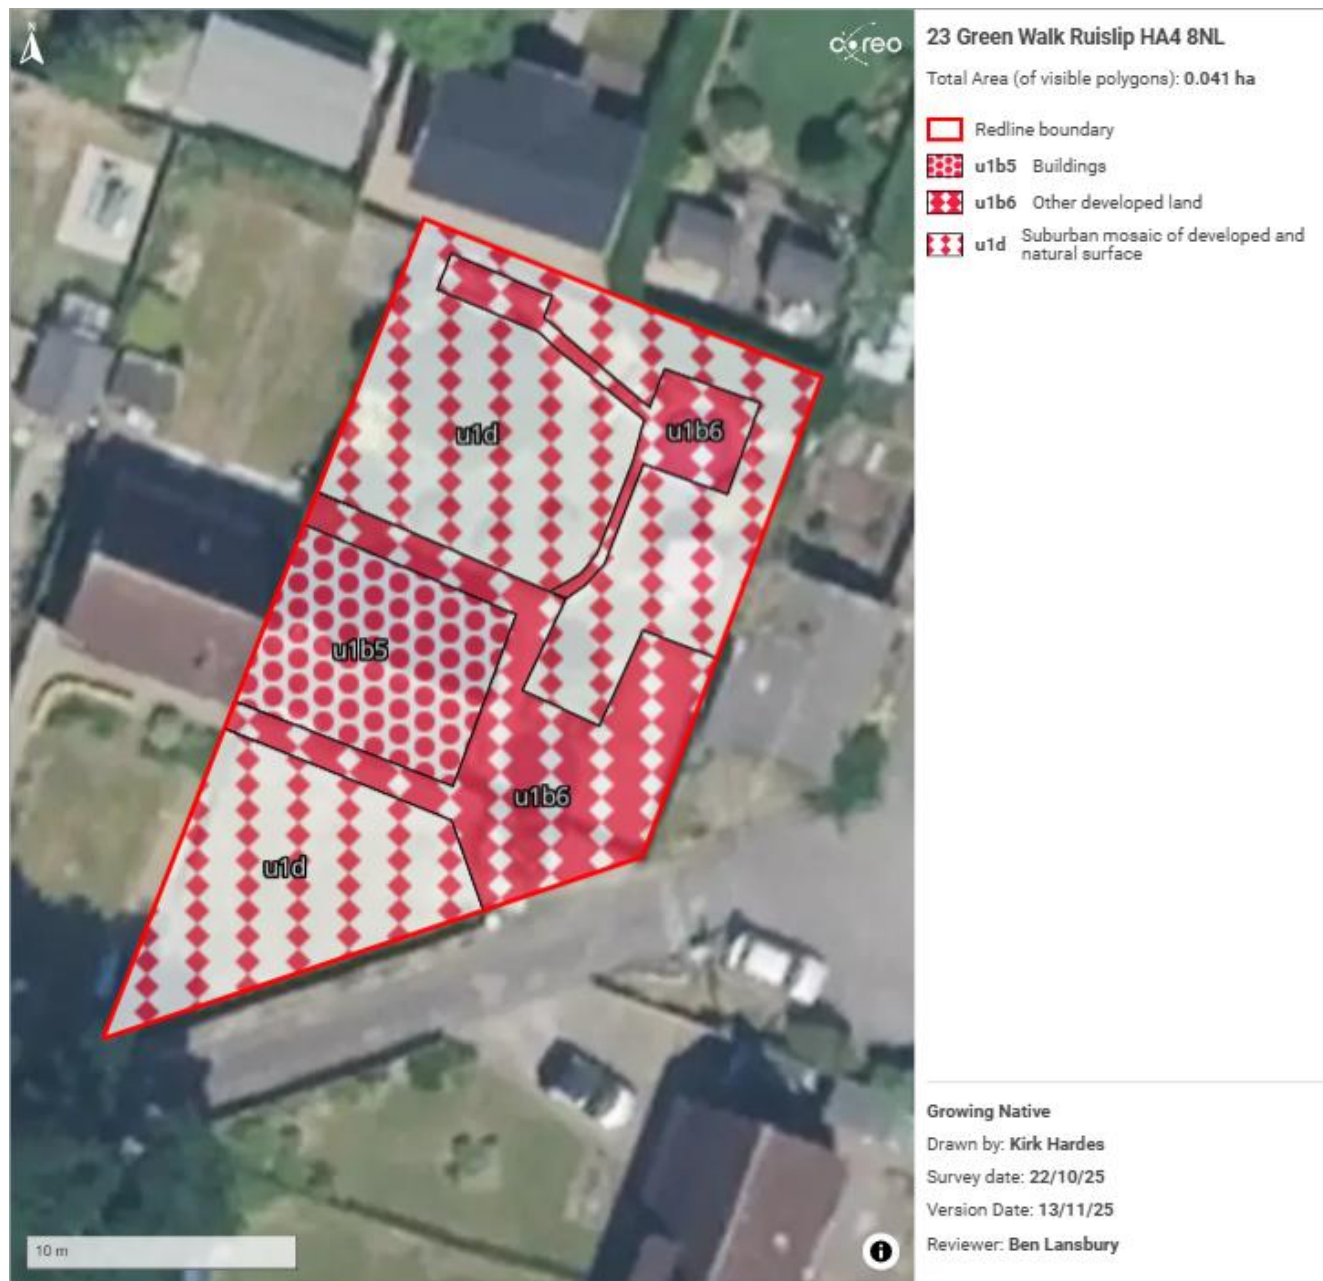 N
coreo
23 Green Walk Ruislip HA4 8NL
Total Area (of visible polygons): 0.041 ha
Redline boundary
u1b5 Buildings
u1b6 Other developed land
u1d Suburban mosaic of developed and
natural surface
u1d
u1b6
u1b5
u1b6
u1d
10 m
Growing Native
Drawn by: Kirk Hardes
Survey date: 22/10/25
Version Date: 13/11/25
Reviewer: Ben Lansbury